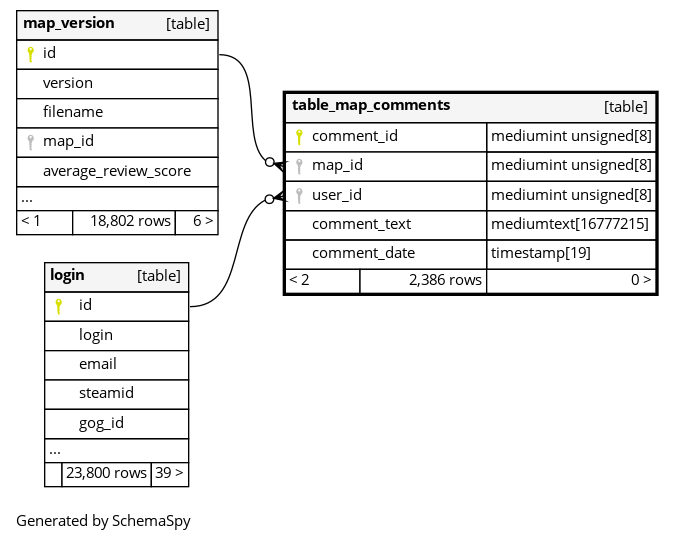 map_version [table]
id
version
filename
map_id
average_review_score
...
< 1 18,802 rows 6 >
table_map_comments [table]
comment_id mediumint unsigned[8]
map_id mediumint unsigned[8]
user_id mediumint unsigned[8]
comment_text mediumtext[16777215]
comment_date timestamp[19]
< 2 2,386 rows 0 >
login [table]
id
login
email
steamid
gog_id
...
23,800 rows 39 >
Generated by SchemaSpy